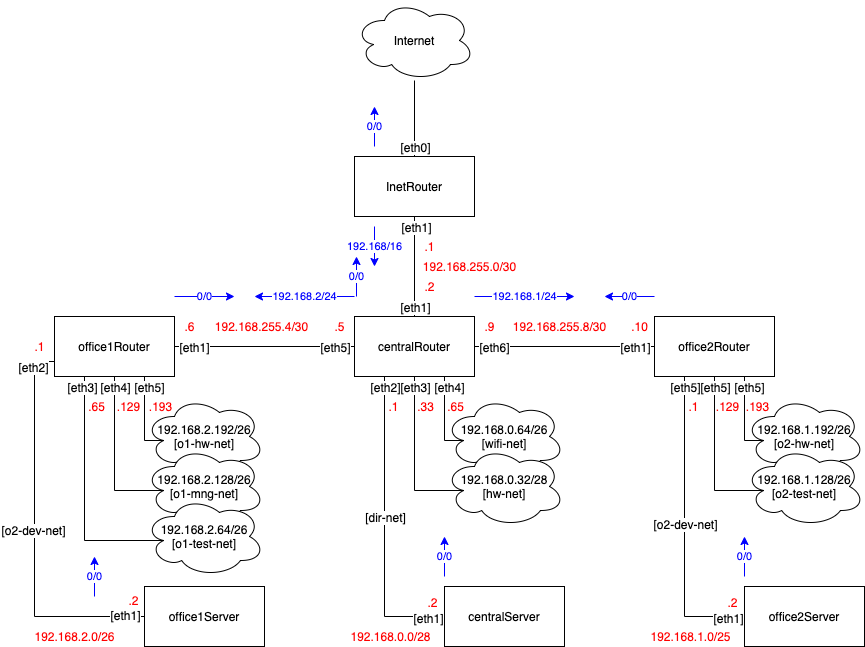 Internet
0/0
[eth0]
InetRouter
[eth1]
192.168/16
.1
192.168.255.0/30
0/0
.2
0/0
192.168.2/24
[eth1]
192.168.1/24
0/0
.6
192.168.255.4/30
.5
.9
192.168.255.8/30
.10
.1
office1Router
[eth1]
[eth5]
centralRouter
[eth6]
[eth1]
office2Router
[eth2]
[eth3]
[eth4]
[eth5]
[eth2]
[eth3]
[eth4]
[eth5]
[eth5]
[eth5]
.65
.129
.193
.1
.33
.65
.1
.129
.193
192.168.2.192/26
[o1-hw-net]
192.168.0.64/26
[wifi-net]
192.168.1.192/26
[o2-hw-net]
192.168.2.128/26
[o1-mng-net]
192.168.0.32/28
[hw-net]
192.168.1.128/26
[o2-test-net]
[o2-dev-net]
192.168.2.64/26
[o1-test-net]
[dir-net]
[o2-dev-net]
0/0
0/0
0/0
.2
[eth1]
office1Server
192.168.2.0/26
.2
[eth1]
centralServer
192.168.0.0/28
.2
[eth1]
office2Server
192.168.1.0/25